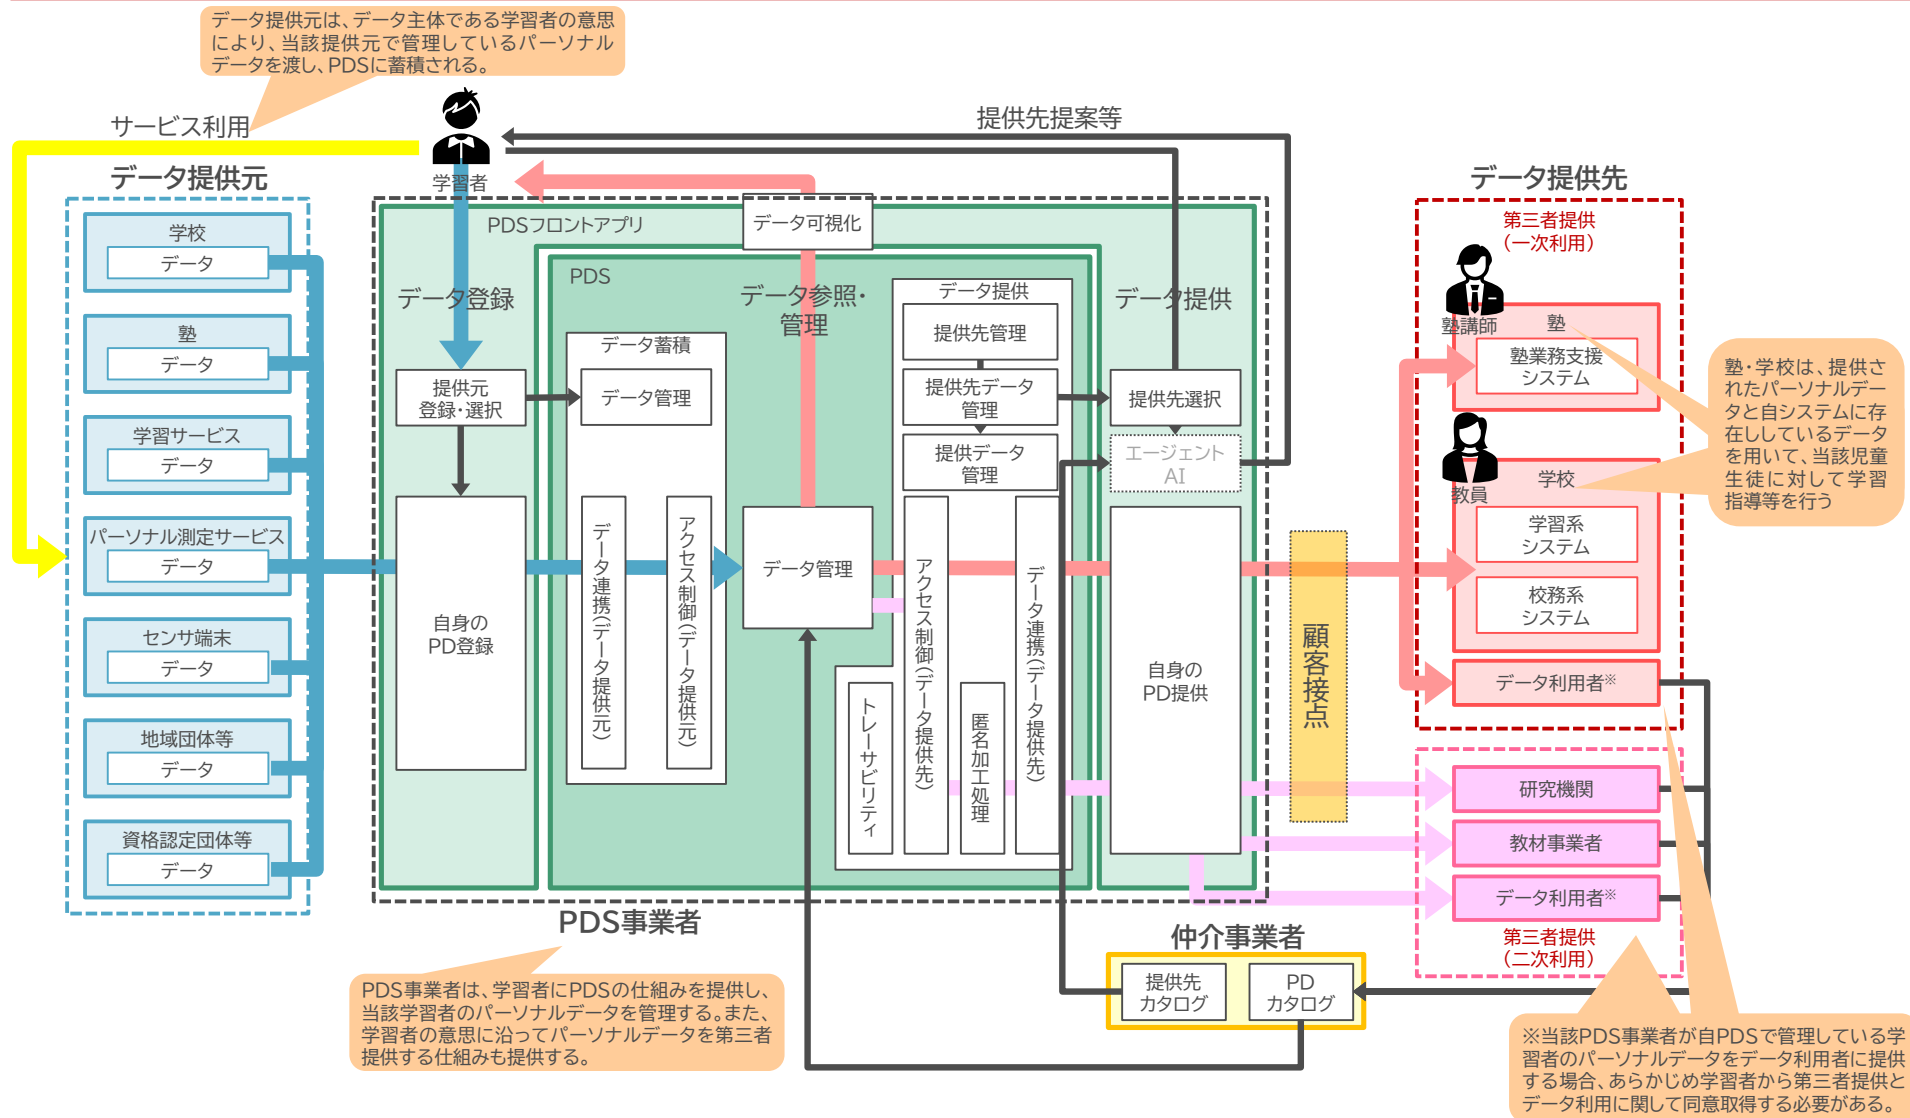 データ提供元は、データ主体である学習者の意思
により、当該提供元で管理しているパーソナル
データを渡し、PDSに蓄積される。
サービス利用
提供先提案等
学習者
データ提供元
学校
データ
塾
データ
学習サービス
データ
パーソナル測定サービス
データ
センサ端末
データ
地域団体等
データ
資格認定団体等
データ
PDSフロントアプリ
データ可視化
データ登録
提供元
登録・選択
自身の
PD登録
PDS
データ蓄積
データ管理
データ連携(データ提供元)
アクセス制御(データ提供元)
データ参照・
管理
データ管理
データ提供
提供先管理
提供先データ
管理
提供データ
管理
トレーサビリティ
アクセス制御(データ提供先)
匿名加工処理
データ連携(データ提供先)
データ提供
提供先選択
エージェント
AI
自身の
PD提供
PDS事業者
顧客接点
データ提供先
第三者提供
(一次利用)
塾講師
塾
塾業務支援
システム
教員
学校
学習系
システム
校務系
システム
データ利用者※
研究機関
教材事業者
データ利用者※
第三者提供
(二次利用)
塾・学校は、提供さ
れたパーソナルデー
タと自システムに存
在ししているデータ
を用いて、当該児童
生徒に対して学習
指導等を行う
仲介事業者
提供先
カタログ
PD
カタログ
PDS事業者は、学習者にPDSの仕組みを提供し、
当該学習者のパーソナルデータを管理する。また、
学習者の意思に沿ってパーソナルデータを第三者
提供する仕組みも提供する。
※当該PDS事業者が自PDSで管理している学
習者のパーソナルデータをデータ利用者に提供
する場合、あらかじめ学習者から第三者提供と
データ利用に関して同意取得する必要がある。